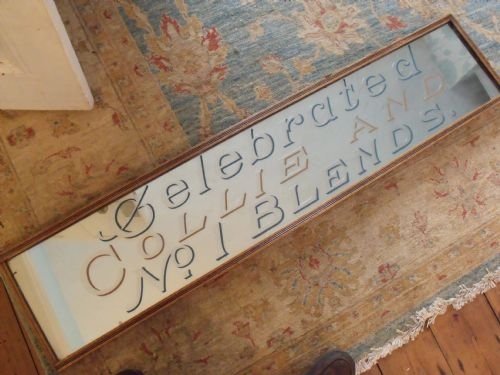 Celebrated
COLLIE AND
No. 1 BLENDS.